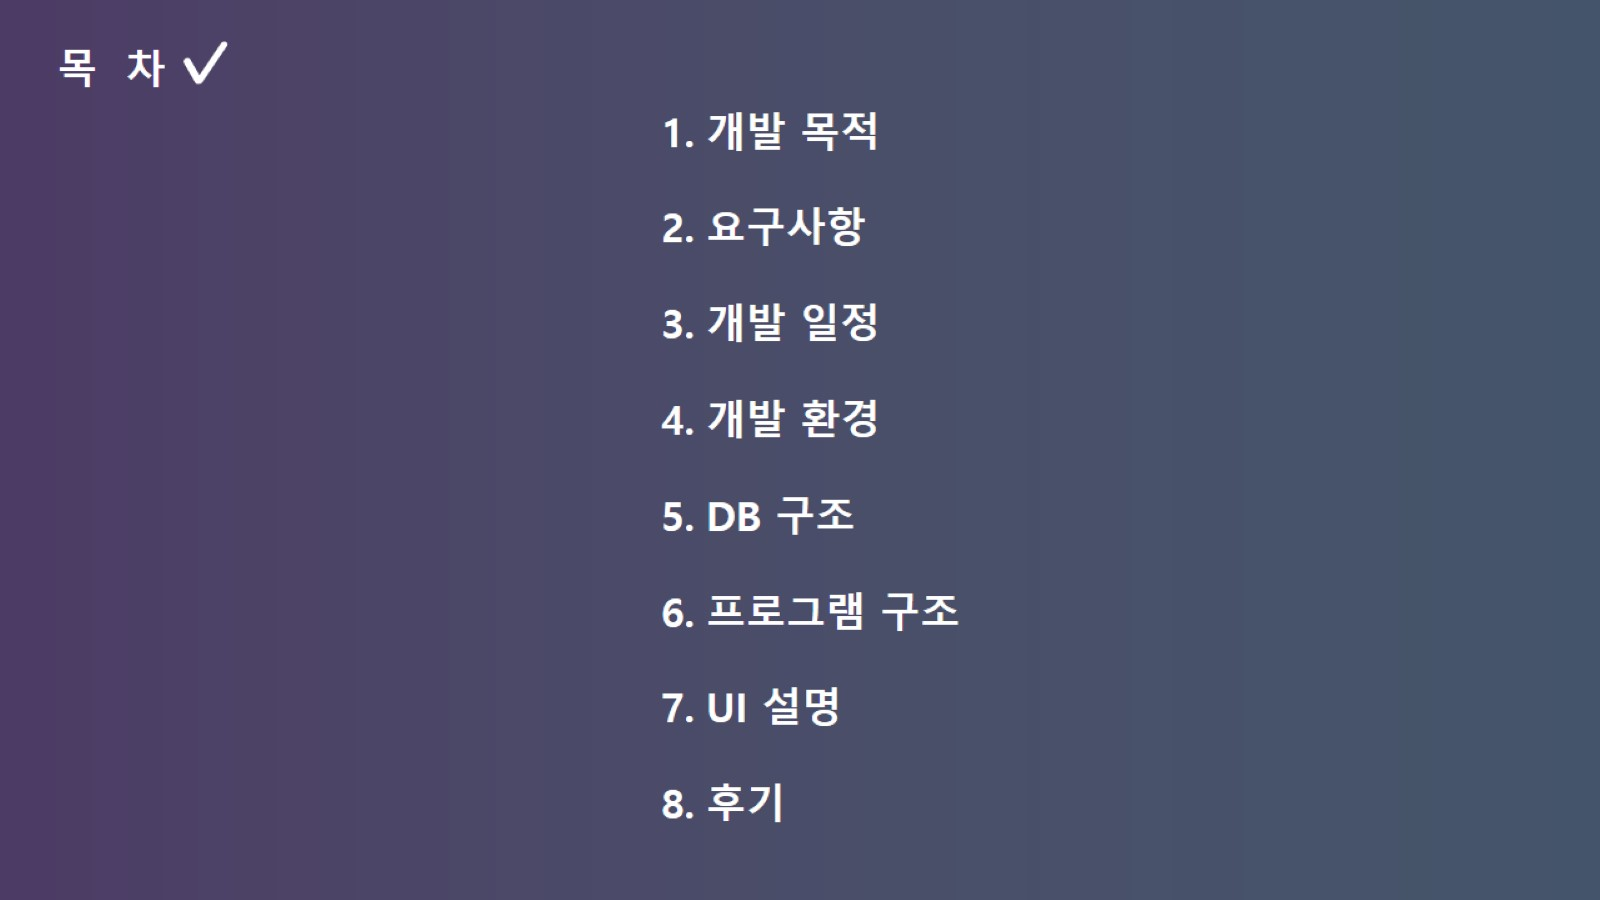 목 차
1. 개발 목적
2. 요구사항
3. 개발 일정
4. 개발 환경
5. DB 구조
6. 프로그램 구조
7. UI 설명
8. 후기